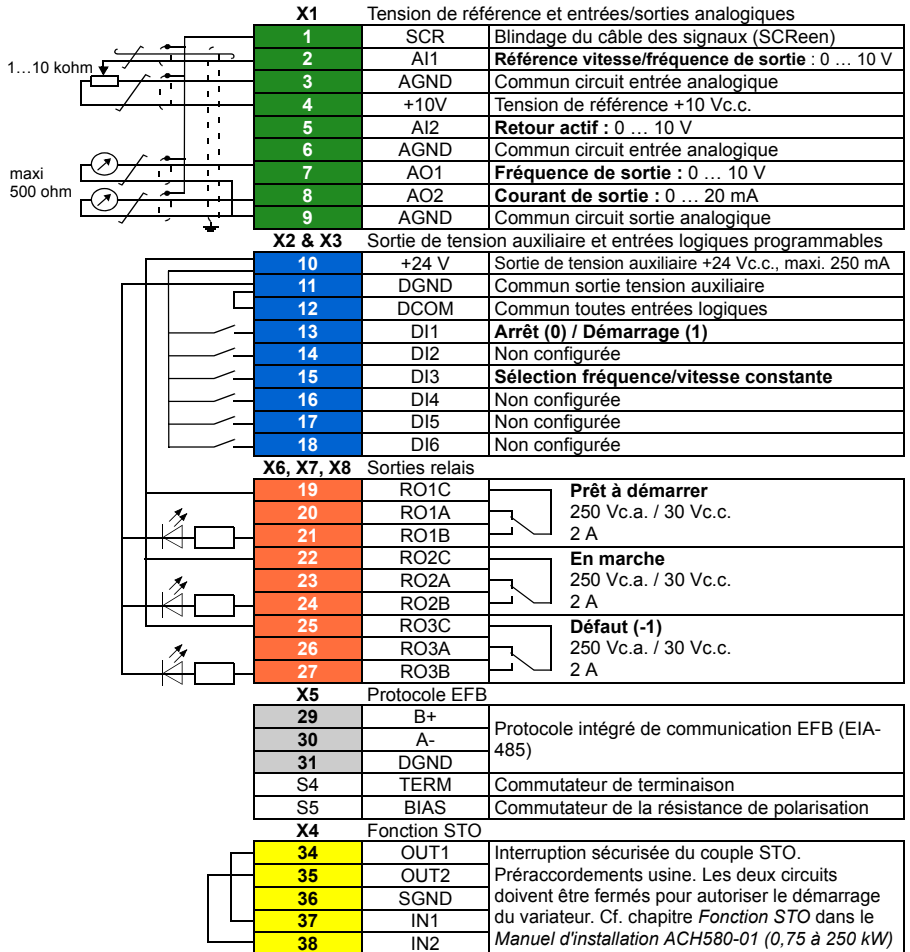 X1 Tension de référence et entrées/sorties analogiques
1 SCR Blindage du câble des signaux (SCReen)
2 AI1 Référence vitesse/fréquence de sortie : 0 … 10 V
1…10 kohm
3 AGND Commun circuit entrée analogique
4 +10V Tension de référence +10 Vc.c.
5 AI2 Retour actif : 0 … 10 V
6 AGND Commun circuit entrée analogique
7 AO1 Fréquence de sortie : 0 … 10 V
maxi
500 ohm
8 AO2 Courant de sortie : 0 … 20 mA
9 AGND Commun circuit sortie analogique
X2 & X3 Sortie de tension auxiliaire et entrées logiques programmables
10 +24 V Sortie de tension auxiliaire +24 Vc.c., maxi. 250 mA
11 DGND Commun sortie tension auxiliaire
12 DCOM Commun toutes entrées logiques
13 DI1 Arrêt (0) / Démarrage (1)
14 DI2 Non configurée
15 DI3 Sélection fréquence/vitesse constante
16 DI4 Non configurée
17 DI5 Non configurée
18 DI6 Non configurée
X6, X7, X8 Sorties relais
19 RO1C Prêt à démarrer
20 RO1A 250 Vc.a. / 30 Vc.c.
21 RO1B 2 A
22 RO2C En marche
23 RO2A 250 Vc.a. / 30 Vc.c.
24 RO2B 2 A
25 RO3C Défaut (-1)
26 RO3A 250 Vc.a. / 30 Vc.c.
27 RO3B 2 A
X5 Protocole EFB
29 B+
30 A-
31 DGND
Protocole intégré de communication EFB (EIA-
485)
S4 TERM Commutateur de terminaison
S5 BIAS Commutateur de la résistance de polarisation
X4 Fonction STO
34 OUT1 Interruption sécurisée du couple STO.
35 OUT2 Préraccordements usine. Les deux circuits
36 SGND doivent être fermés pour autoriser le démarrage
37 IN1 du variateur. Cf. chapitre Fonction STO dans le
38 IN2 Manuel d'installation ACH580-01 (0,75 à 250 kW)